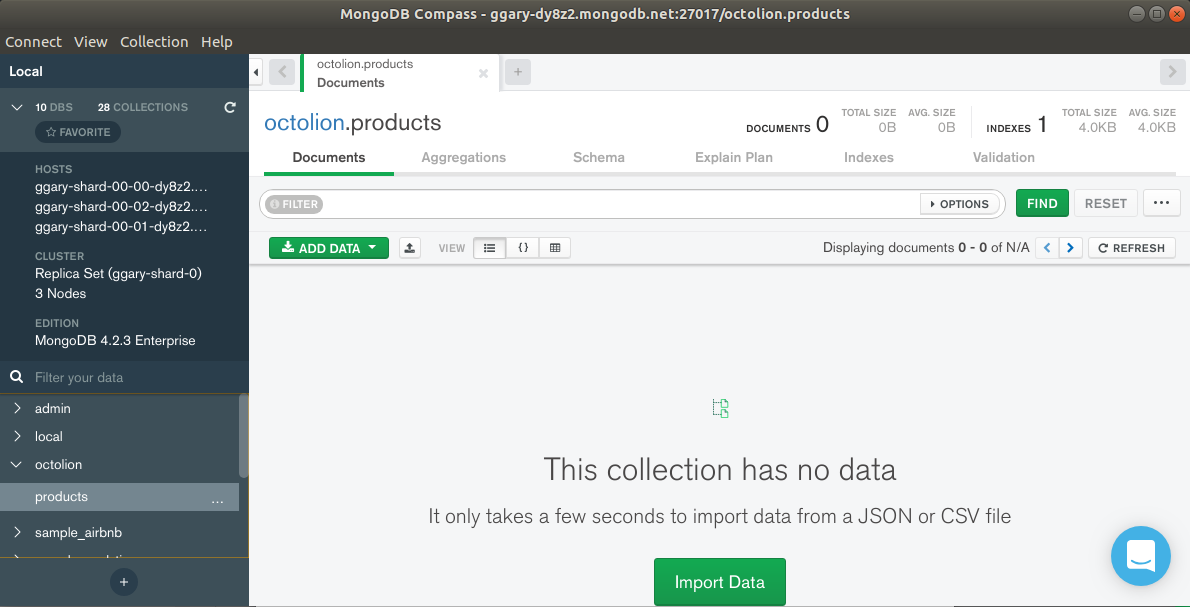 MongoDB Compass - ggary-dy8z2.mongodb.net:27017/octolion.products
Connect View Collection Help
Local
10 DBS 28 COLLECTIONS
FAVORITE
HOSTS
ggary-shard-00-00-dy8z2....
ggary-shard-00-02-dy8z2....
ggary-shard-00-01-dy8z2....
CLUSTER
Replica Set (ggary-shard-0)
3 Nodes
EDITION
MongoDB 4.2.3 Enterprise
Filter your data
admin
local
octolion
products ...
sample_airbnb
+
octolion.products
Documents
octolion.products
DOCUMENTS 0
TOTAL SIZE
0B
AVG. SIZE
0B
INDEXES 1
TOTAL SIZE
4.0KB
AVG. SIZE
4.0KB
Documents Aggregations Schema Explain Plan Indexes Validation
FILTER OPTIONS FIND RESET ...
ADD DATA VIEW {} Displaying documents 0 - 0 of N/A < > REFRESH
This collection has no data
It only takes a few seconds to import data from a JSON or CSV file
Import Data